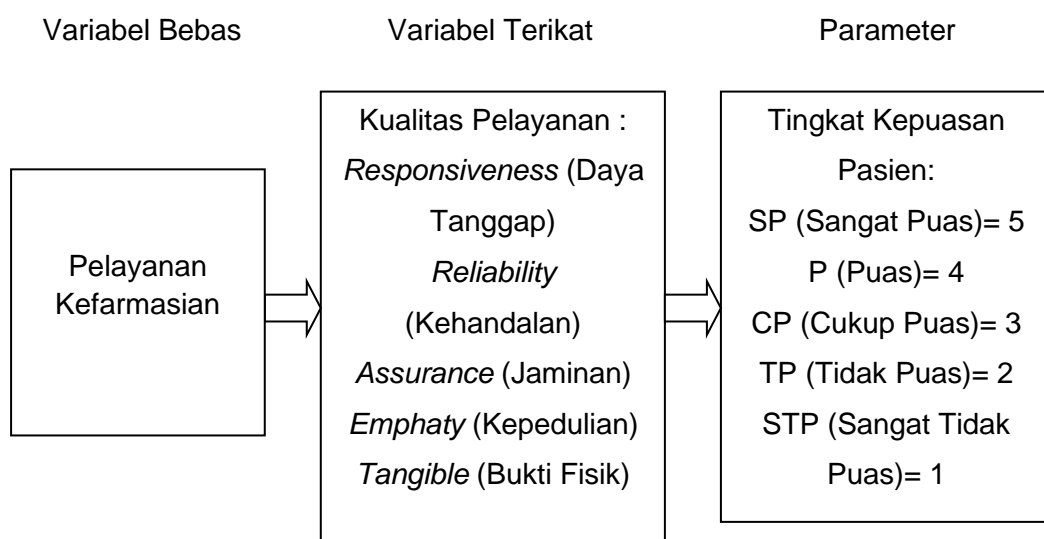 Variabel Bebas
Variabel Terikat
Parameter
Pelayanan
Kefarmasian
Kualitas Pelayanan :
Responsiveness (Daya
Tanggap)
Reliability
(Kehandalan)
Assurance (Jaminan)
Emphaty (Kepedulian)
Tangible (Bukti Fisik)
Tingkat Kepuasan
Pasien:
SP (Sangat Puas)= 5
P (Puas)= 4
CP (Cukup Puas)= 3
TP (Tidak Puas)= 2
STP (Sangat Tidak
Puas)= 1